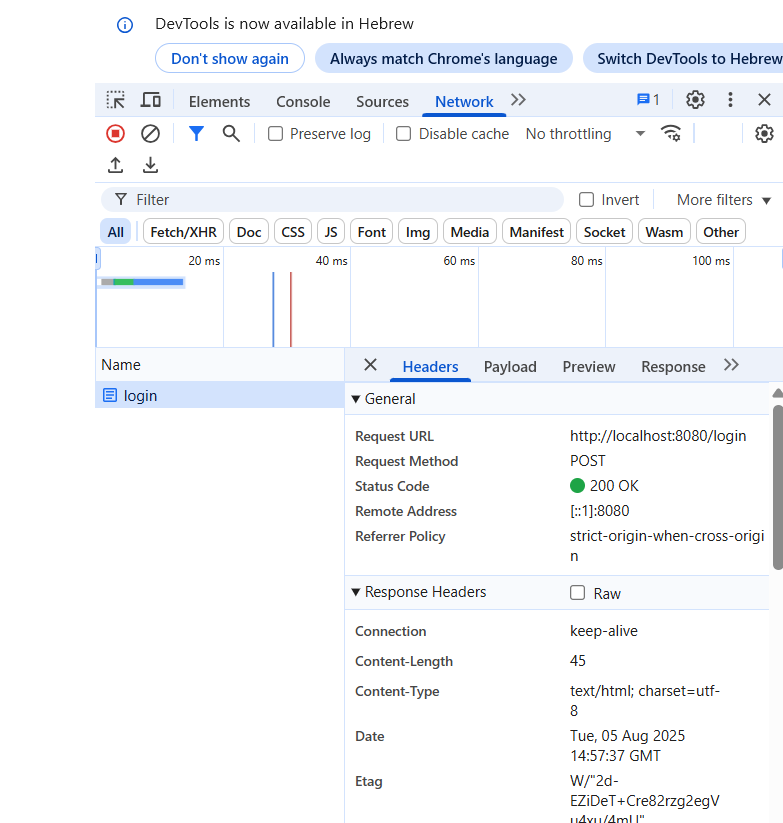 DevTools is now available in Hebrew
Don't show again Always match Chrome's language Switch DevTools to Hebrew
Elements Console Sources Network 1
Preserve log Disable cache No throttling
Filter Invert More filters
All Fetch/XHR Doc CSS JS Font Img Media Manifest Socket Wasm Other
20 ms 40 ms 60 ms 80 ms 100 ms
Name Headers Payload Preview Response
login
General
Request URL http://localhost:8080/login
Request Method POST
Status Code 200 OK
Remote Address [::1]:8080
Referrer Policy strict-origin-when-cross-origi
n
Response Headers Raw
Connection keep-alive
Content-Length 45
Content-Type text/html; charset=utf-
8
Date Tue, 05 Aug 2025
14:57:37 GMT
Etag W/"2d-
EZiDeT+Cre82rzg2egV